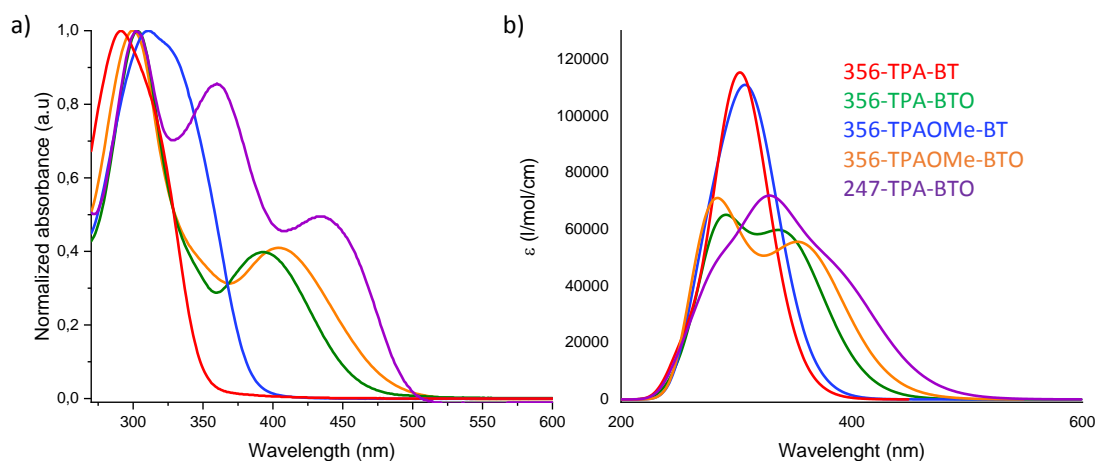 a)
Normalized absorbance (a.u)
1,0
0,8
0,6
0,4
0,2
0,0
300 350 400 450 500 550 600
Wavelength (nm)
b)
ε (l/mol/cm)
120000
100000
80000
60000
40000
20000
0
200 400 600
Wavelenght (nm)
356-TPA-BT
356-TPA-BTO
356-TPAOMe-BT
356-TPAOMe-BTO
247-TPA-BTO